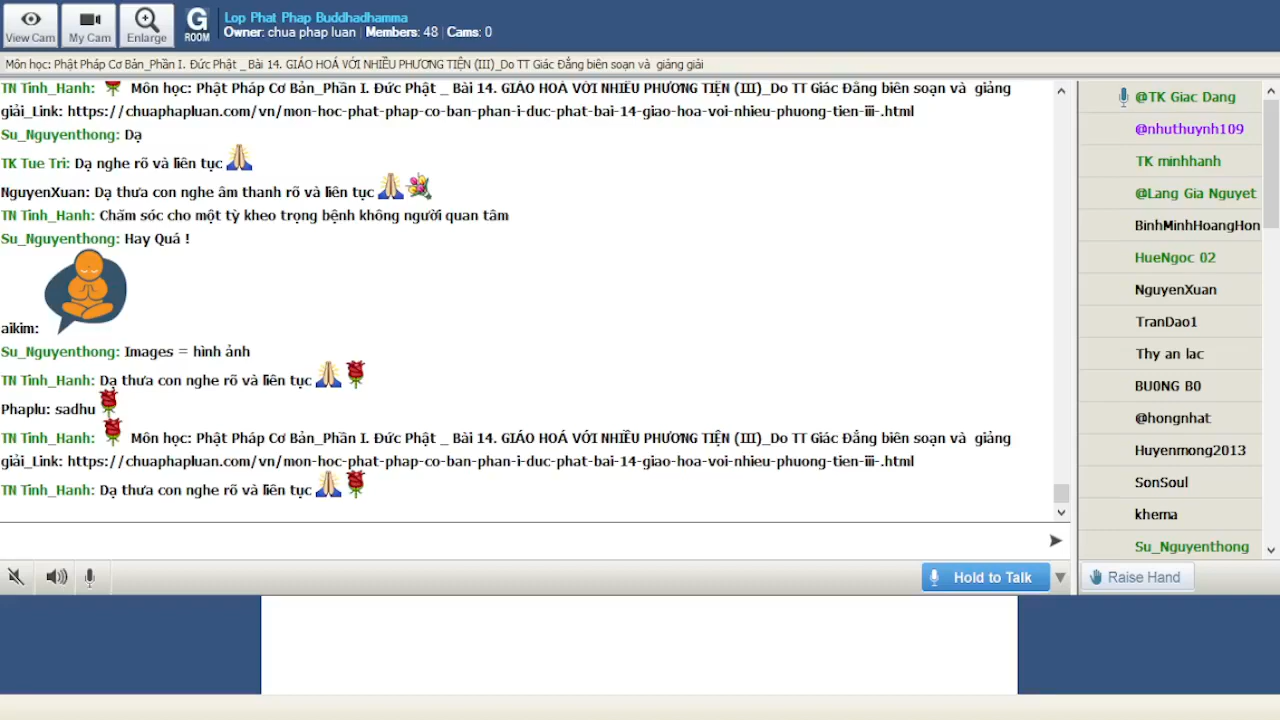 View Cam
My Cam
Enlarge
G
ROOM
Lop Phat Phap Buddhadhamma
Owner: chua phap luan | Members: 48 | Cams: 0
Môn học: Phật Pháp Cơ Bản_Phần I. Đức Phật _ Bài 14. GIÁO HOÁ VỚI NHIỀU PHƯƠNG TIỆN (III)_Do TT Giác Đẳng biên soạn và giảng giải
TN Tinh_Hanh: Môn học: Phật Pháp Cơ Bản_Phần I. Đức Phật _ Bài 14. GIÁO HOÁ VỚI NHIỀU PHƯƠNG TIỆN (III)_Do TT Giác Đẳng biên soạn và giảng
giải_Link: https://chuaphapluan.com/vn/mon-hoc-phat-phap-co-ban-phan-i-duc-phat-bai-14-giao-hoa-voi-nhieu-phuong-tien-iii-.html
Su_Nguyenthong: Dạ
TK Tue Tri: Dạ nghe rõ và liên tục
NguyenXuan: Dạ thưa con nghe âm thanh rõ và liên tục
TN Tinh_Hanh: Chăm sóc cho một tỳ kheo trọng bệnh không người quan tâm
Su_Nguyenthong: Hay Quá !
aikim:
Su_Nguyenthong: Images = hình ảnh
TN Tinh_Hanh: Dạ thưa con nghe rõ và liên tục
Phaplu: sadhu
TN Tinh_Hanh: Môn học: Phật Pháp Cơ Bản_Phần I. Đức Phật _ Bài 14. GIÁO HOÁ VỚI NHIỀU PHƯƠNG TIỆN (III)_Do TT Giác Đẳng biên soạn và giảng
giải_Link: https://chuaphapluan.com/vn/mon-hoc-phat-phap-co-ban-phan-i-duc-phat-bai-14-giao-hoa-voi-nhieu-phuong-tien-iii-.html
TN Tinh_Hanh: Dạ thưa con nghe rõ và liên tục
@TK Giac Dang
@nhuthuynh109
TK minhhanh
@Lang Gia Nguyet
BinhMinhHoangHon
HueNgoc 02
NguyenXuan
TranDao1
Thy an lac
BU0NG B0
@hongnhat
Huyenmong2013
SonSoul
khema
Su_Nguyenthong
Hold to Talk
Raise Hand